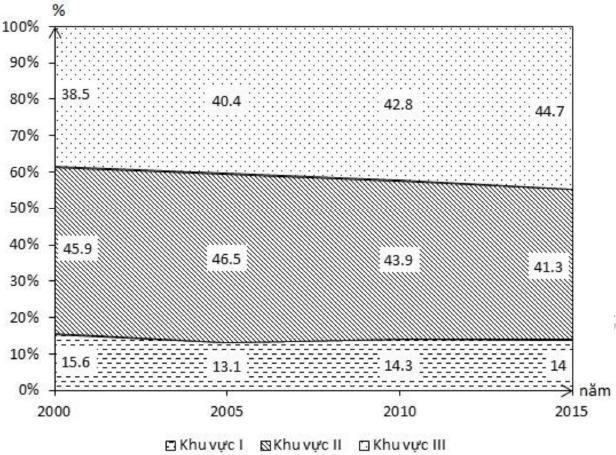 %
100%
90%
80%
70%
60%
50%
40%
30%
20%
10%
0%
38.5 40.4 42.8 44.7
45.9 46.5 43.9 41.3
15.6 13.1 14.3 14
năm
2000 2005 2010 2015
Khu vực I Khu vực II Khu vực III